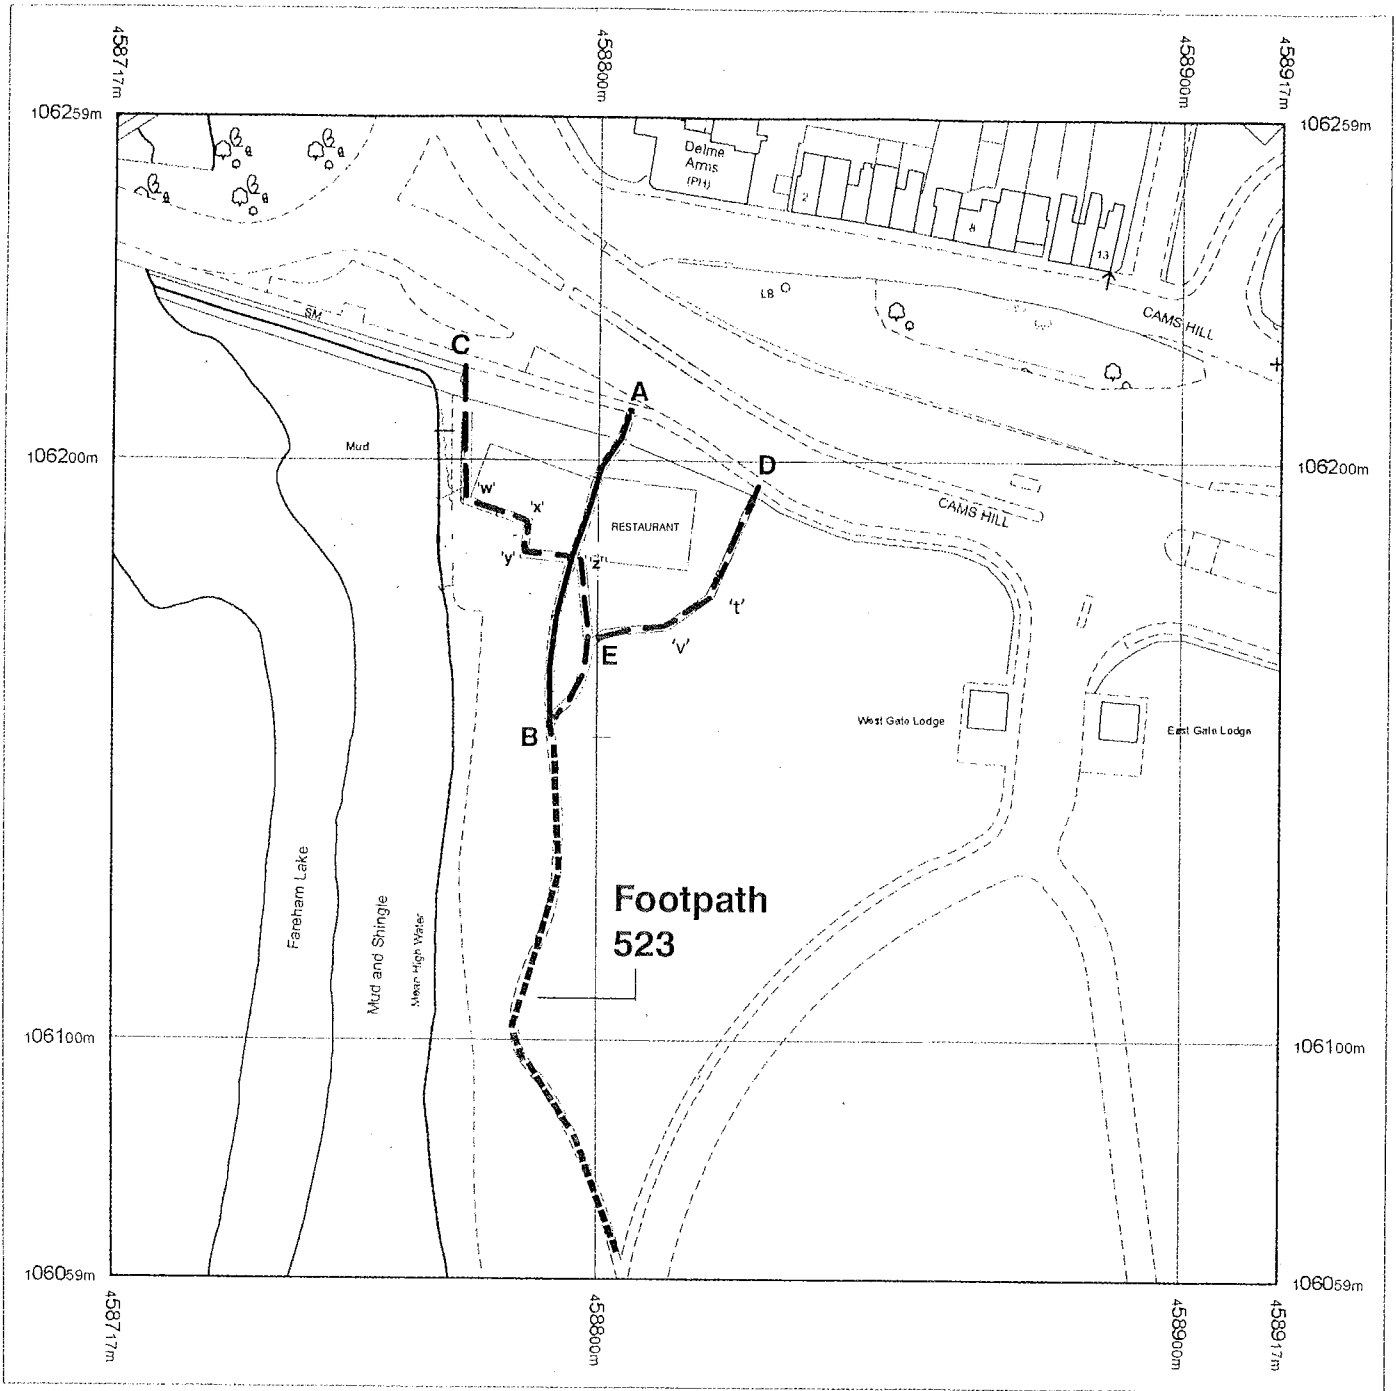 458717m
458800m
458900m
458917m
106259m
106259m
Delme
Arms
(PH)
2
8
13
LB
CAMS HILL
SM
C
A
Mud
106200m
D
106200m
'w'
'x'
CAMS HILL
RESTAURANT
'y'
'z'
't'
'v'
E
B
West Gate Lodge
East Gate Lodge
Footpath
523
Fareham Lake
Mud and Shingle
Mean High Water
106100m
106100m
106059m
106059m
458717m
458800m
458900m
458917m